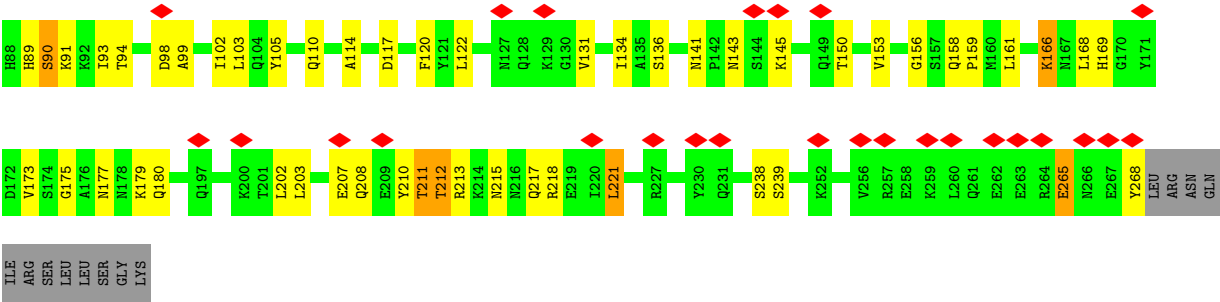 H88 H89 S90 K91 K92 I93 T94 D98 A99 I102 L103 Q104 Y105 Q110 A114 D117 F120 Y121 L122 N127 Q128 K129 G130 V131 I134 A135 S136 N141 P142 N143 S144 K145 Q149 T150 V153 G156 S157 Q158 P159 M160 L161 K166 N167 L168 H169 G170 Y171
D172 V173 S174 G175 A176 N177 N178 K179 Q180 Q197 K200 T201 L202 L203 E207 Q208 E209 Y210 T211 T212 R213 K214 N215 N216 Q217 R218 E219 I220 L221 R227 Y230 Q231 S238 S239 K252 V256 R257 E258 K259 L260 Q261 E262 E263 R264 E265 N266 E267 Y268 LEU ARG ASN GLN
ILE ARG SER LEU LEU SER GLY LYS